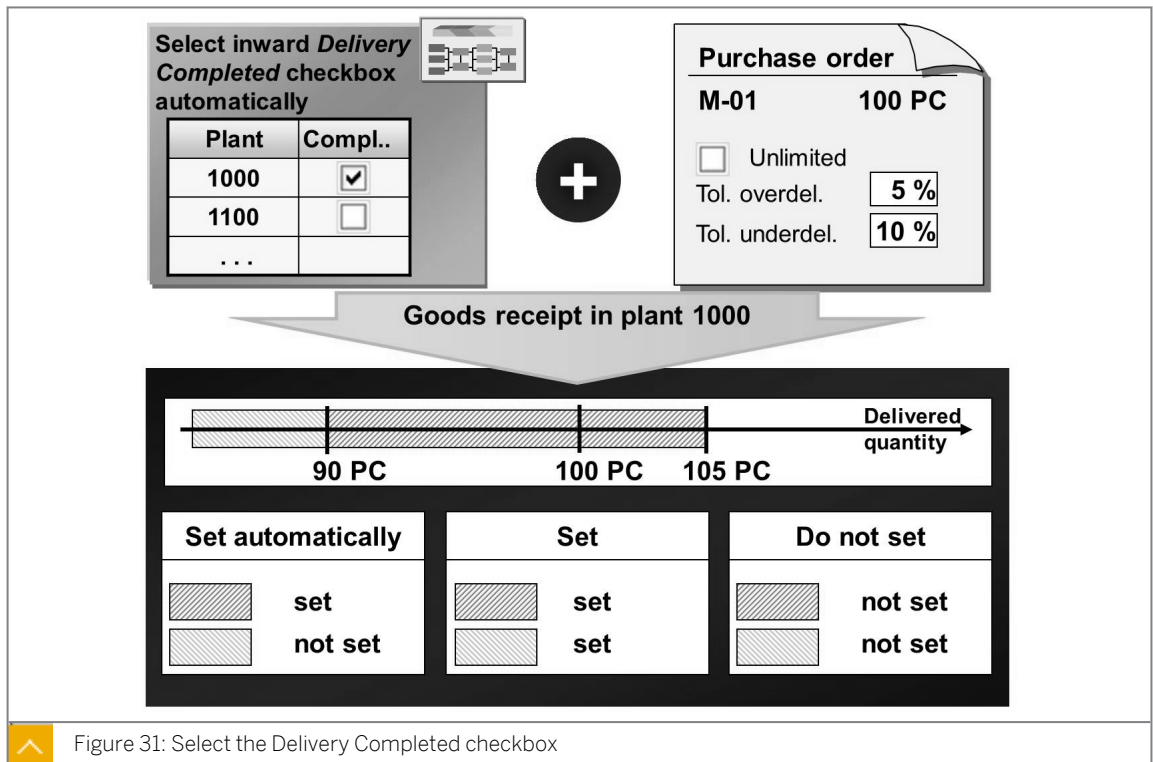 Select inward Delivery
Completed checkbox
automatically
Plant Compl..
1000
1100
. . .
Purchase order
M-01 100 PC
Unlimited
Tol. overdel. 5 %
Tol. underdel. 10 %
Goods receipt in plant 1000
Delivered
quantity
90 PC 100 PC 105 PC
Set automatically
set
not set
Set
set
set
Do not set
not set
not set
Figure 31: Select the Delivery Completed checkbox